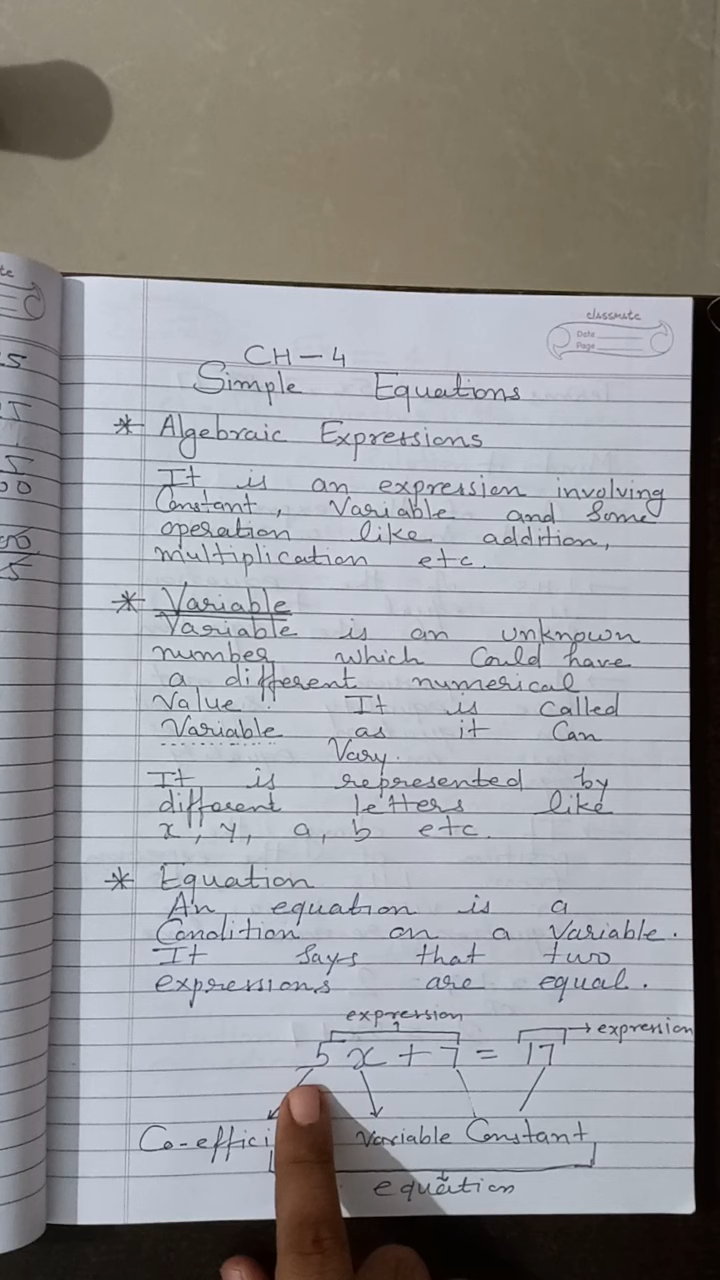 classmate
Date
Page
CH - 4
Simple Equations
* Algebraic Expressions
It is an expression involving
Constant, Variable and Some
operation like addition,
multiplication etc.
* Variable
Variable is an unknown
number which Could have
a different numerical
Value. It is Called
Variable as it Can
Vary.
It is represented by
different letters like
x, y, a, b etc.
* Equation
An equation is a
Condition on a Variable.
It Says that two
expressions are equal.
expression
expression
5x + 7 = 17
Variable Constant
equation